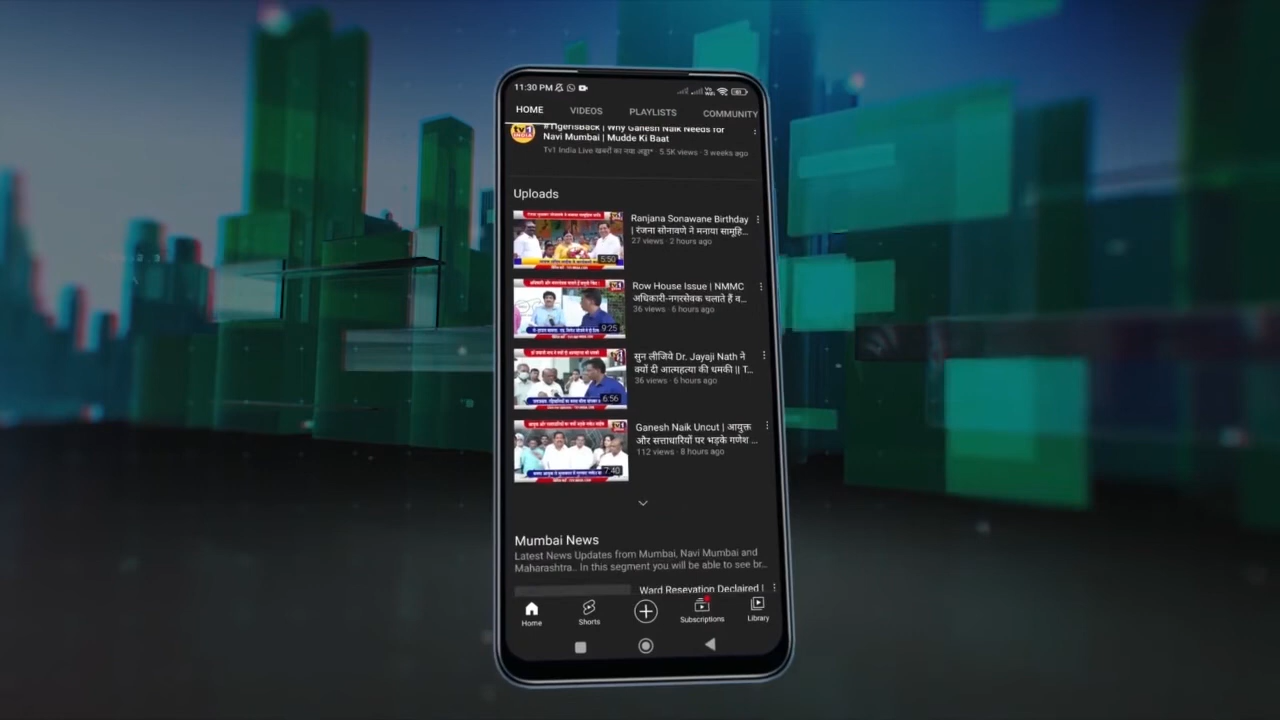 11:30 PM
HOME VIDEOS PLAYLISTS COMMUNITY
#TigerIsBack | Why Ganesh Naik Needs for
Navi Mumbai | Mudde Ki Baat
Tv1 India Live खबरों का नया अड्डा* · 5.5K views · 3 weeks ago
tv1
INDIA
Uploads
Ranjana Sonawane Birthday
| रंजना सोनावणे ने मनाया सामूहि...
27 views · 2 hours ago
5:50
Row House Issue | NMMC
अधिकारी-नगरसेवक चलाते हैं व...
36 views · 6 hours ago
9:25
सुन लीजिये Dr. Jayaji Nath ने
क्यों दी आत्महत्या की धमकी || T...
36 views · 6 hours ago
6:56
Ganesh Naik Uncut | आयुक्त
और सत्ताधारियों पर भड़के गणेश ...
112 views · 8 hours ago
7:40
Mumbai News
Latest News Updates from Mumbai, Navi Mumbai and
Maharashtra.. In this segment you will be able to see br...
Ward Resevation Declaired |
Home Shorts Subscriptions Library